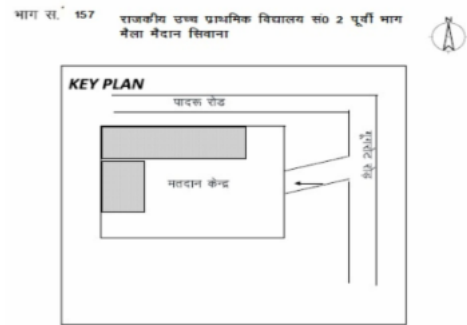 भाग स.ं 157
राजकीय उच्च प्राथमिक विद्यालय सं0 2 पूर्वी भाग
मैला मैदान सिवाना
N
KEY PLAN
पादरू रोड
मतदान केन्द्र
रोड